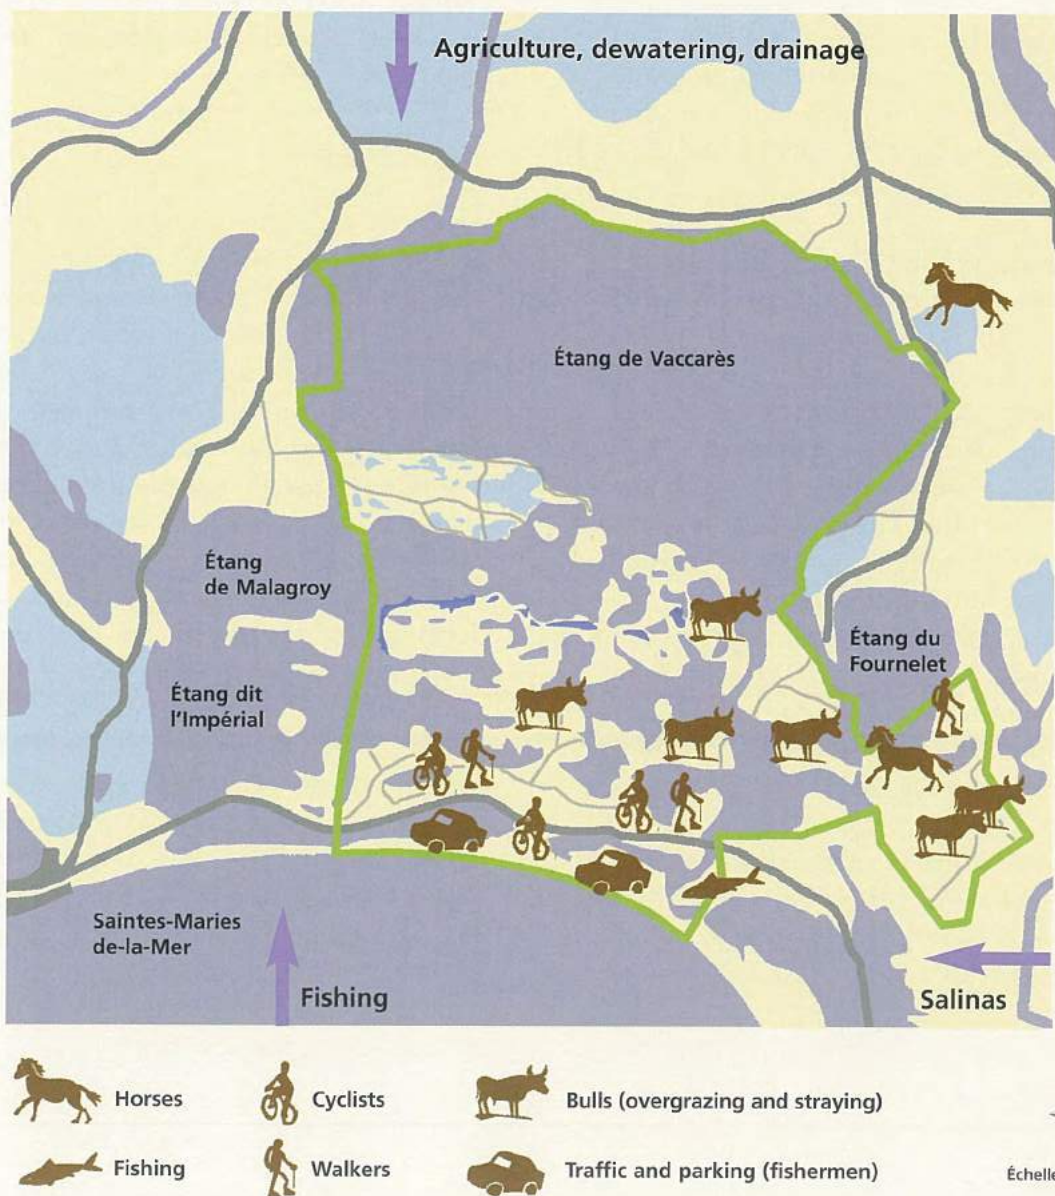 Agriculture, dewatering, drainage
Étang de Vaccarès
Étang
de Malagroy
Étang du
Fournelet
Étang dit
l'Impérial
Saintes-Maries
de-la-Mer
Fishing
Salinas
Horses
Cyclists
Bulls (overgrazing and straying)
Fishing
Walkers
Traffic and parking (fishermen)
Échelle